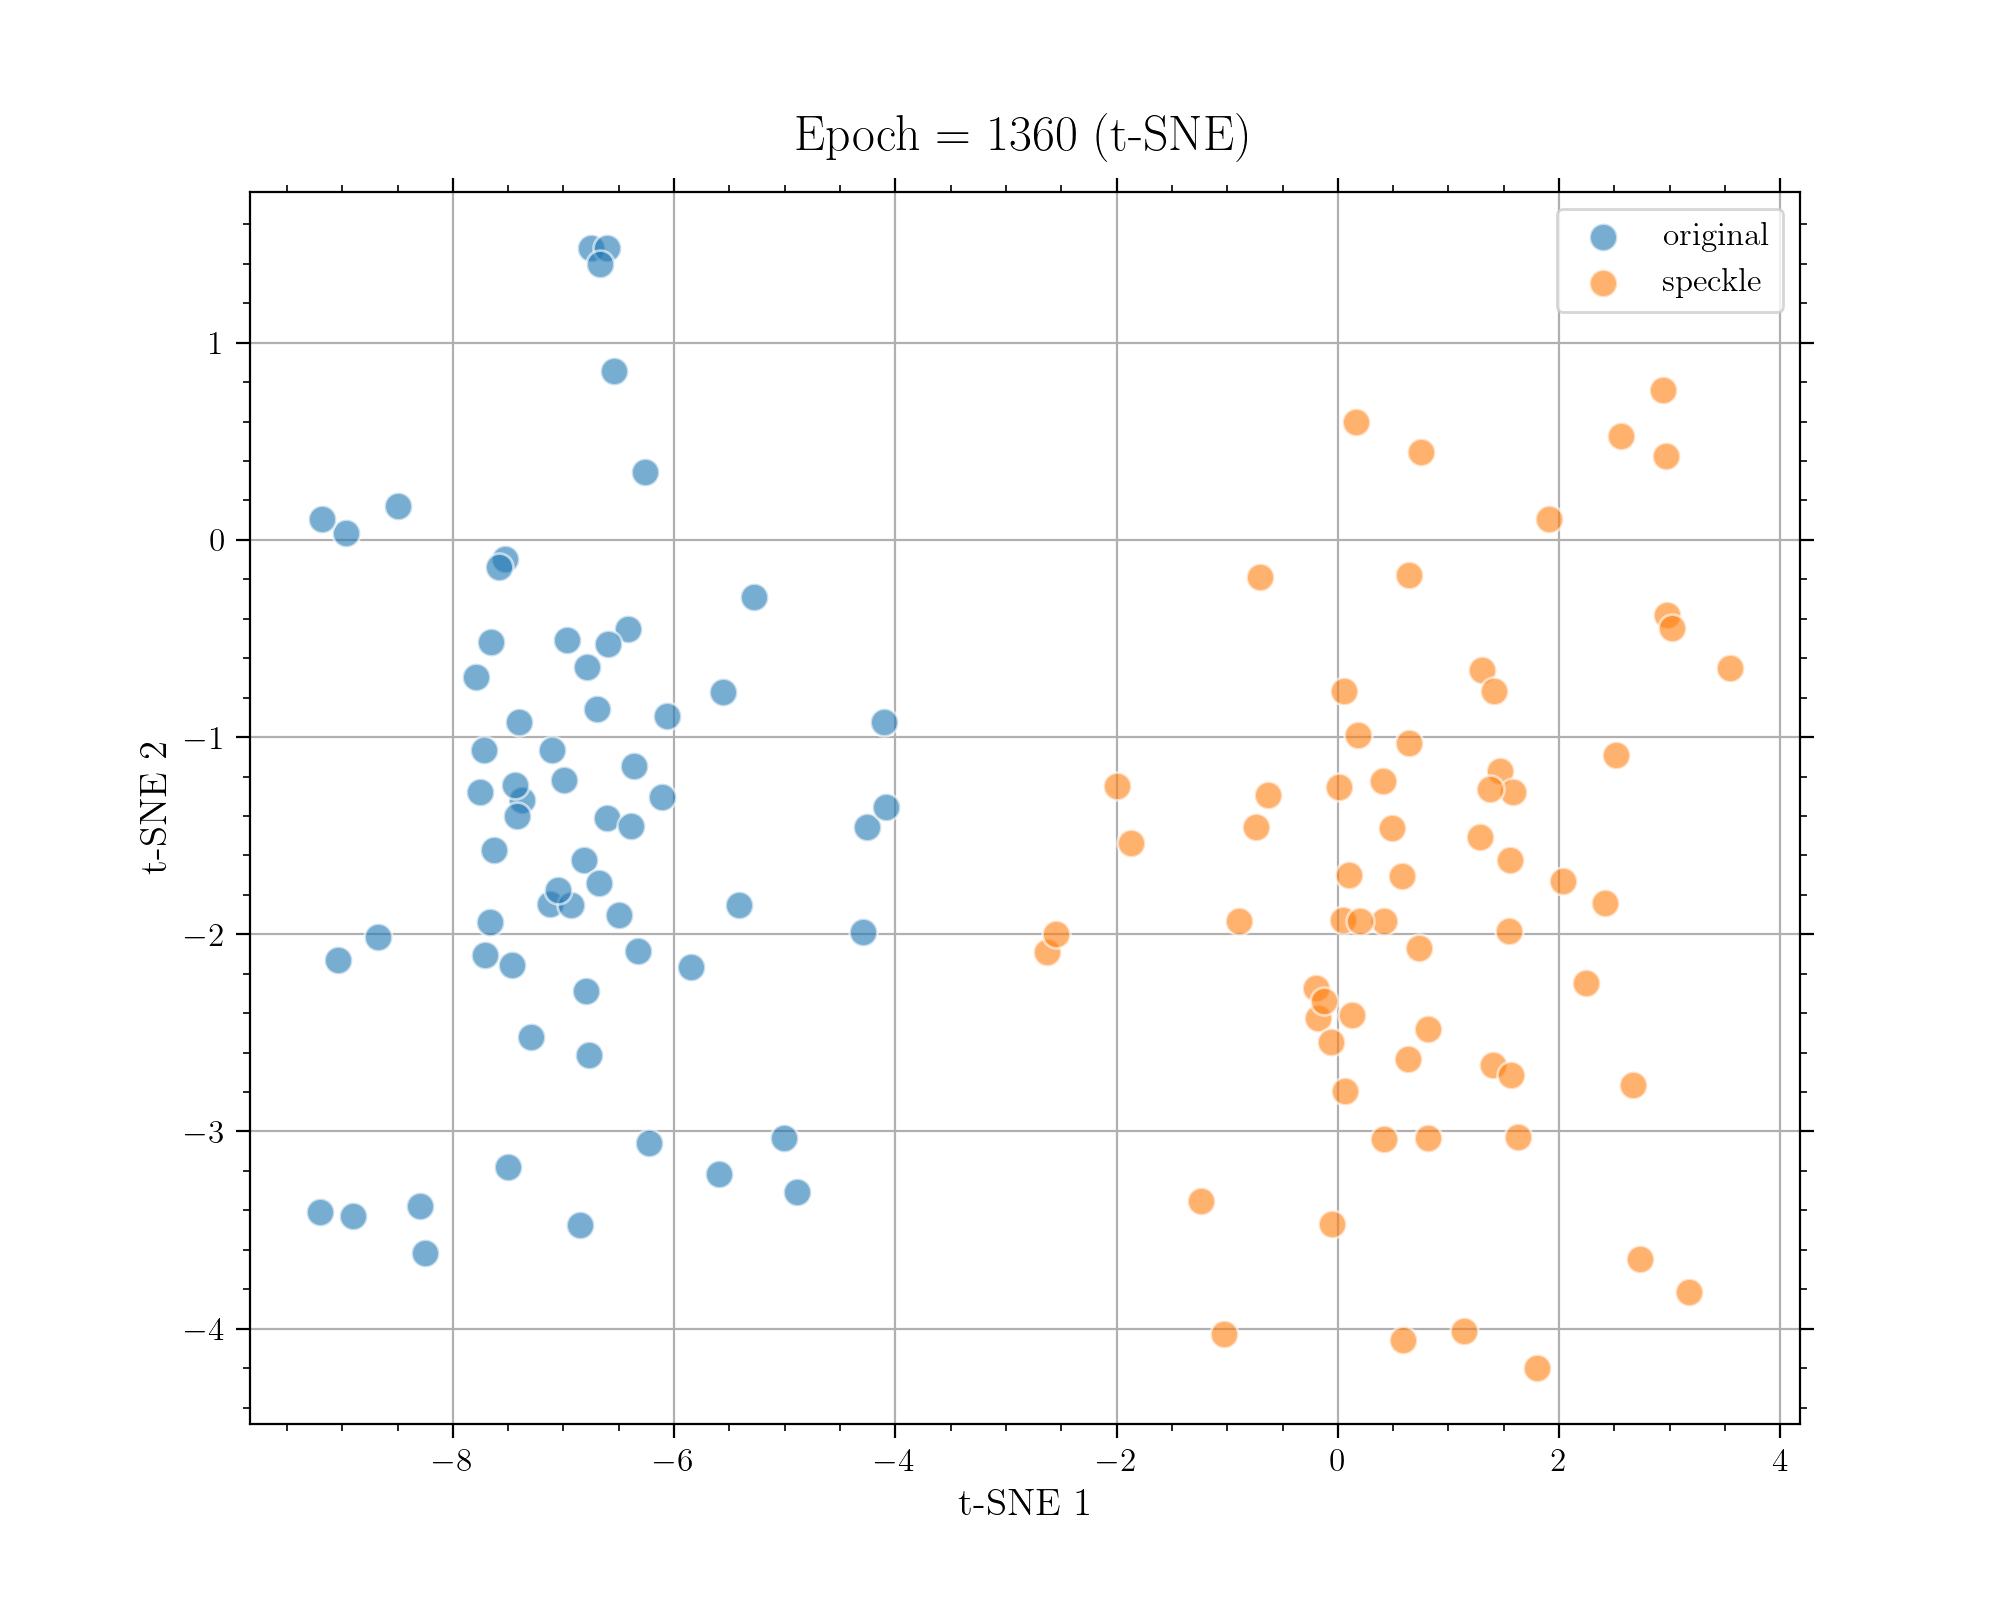 Epoch = 1360 (t-SNE)
original
speckle
1
0
−1
−2
−3
−4
t-SNE 2
−8 −6 −4 −2 0 2 4
t-SNE 1